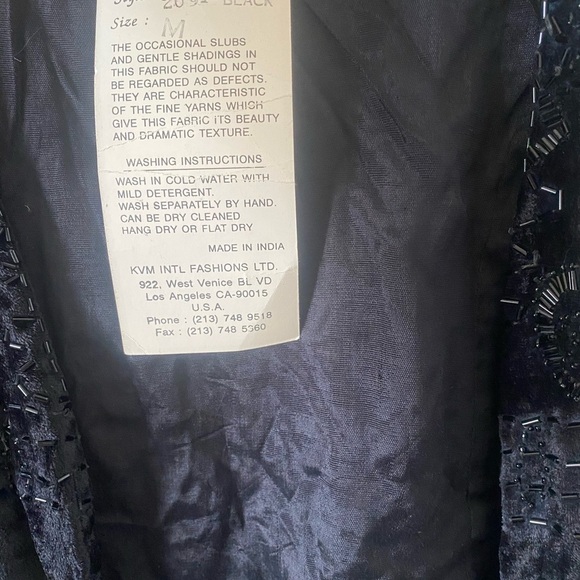 BLACK
Size : M
THE OCCASIONAL SLUBS
AND GENTLE SHADINGS IN
THIS FABRIC SHOULD NOT
BE REGARDED AS DEFECTS.
THEY ARE CHARACTERISTIC
OF THE FINE YARNS WHICH
GIVE THIS FABRIC ITS BEAUTY
AND DRAMATIC TEXTURE.
WASHING INSTRUCTIONS
WASH IN COLD WATER WITH
MILD DETERGENT.
WASH SEPARATELY BY HAND.
CAN BE DRY CLEANED
HANG DRY OR FLAT DRY
MADE IN INDIA
KVM INTL FASHIONS LTD.
922, West Venice BL VD
Los Angeles CA-90015
U.S.A.
Phone : (213) 748 9518
Fax : (213) 748 5360